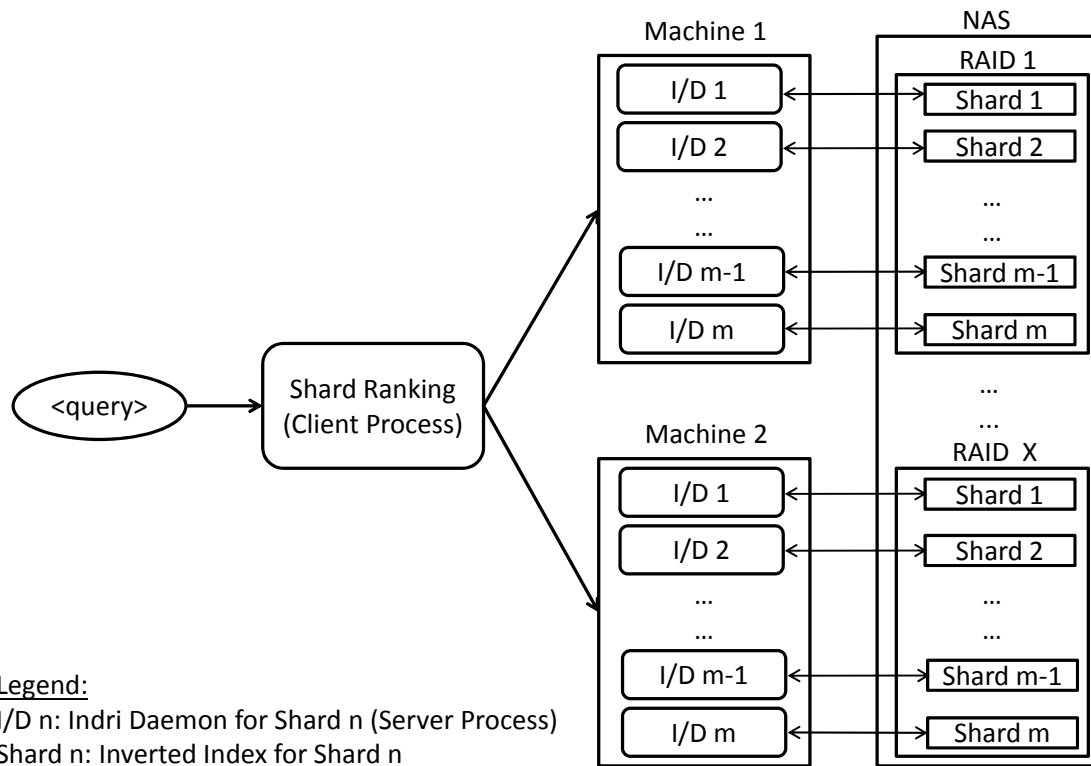 Machine 1
I/D 1
I/D 2
...
...
I/D m-1
I/D m
NAS
RAID 1
Shard 1
Shard 2
...
...
Shard m-1
Shard m
...
...
<query>
Shard Ranking
(Client Process)
Machine 2
I/D 1
I/D 2
...
...
I/D m-1
I/D m
RAID X
Shard 1
Shard 2
...
...
Shard m-1
Shard m
Legend:
I/D n: Indri Daemon for Shard n (Server Process)
Shard n: Inverted Index for Shard n